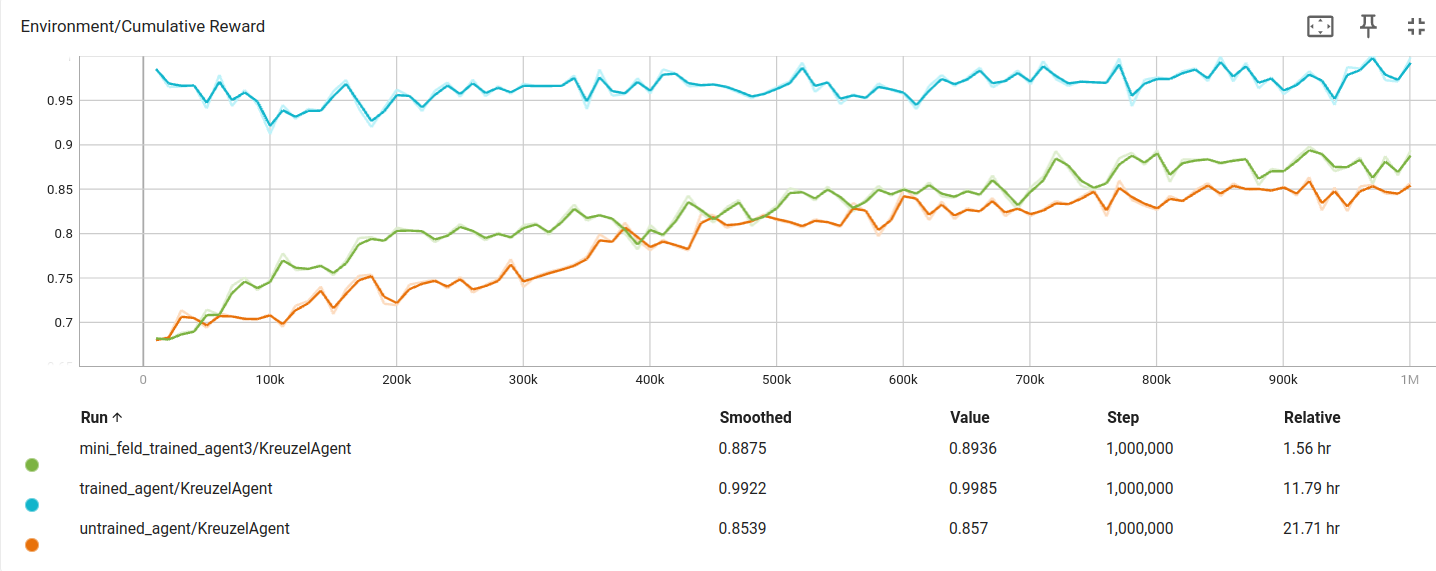 Environment/Cumulative Reward
0.95
0.9
0.85
0.8
0.75
0.7
0 100k 200k 300k 400k 500k 600k 700k 800k 900k 1M
Run ↑ Smoothed Value Step Relative
mini_feld_trained_agent3/KreuzelAgent 0.8875 0.8936 1,000,000 1.56 hr
trained_agent/KreuzelAgent 0.9922 0.9985 1,000,000 11.79 hr
untrained_agent/KreuzelAgent 0.8539 0.857 1,000,000 21.71 hr